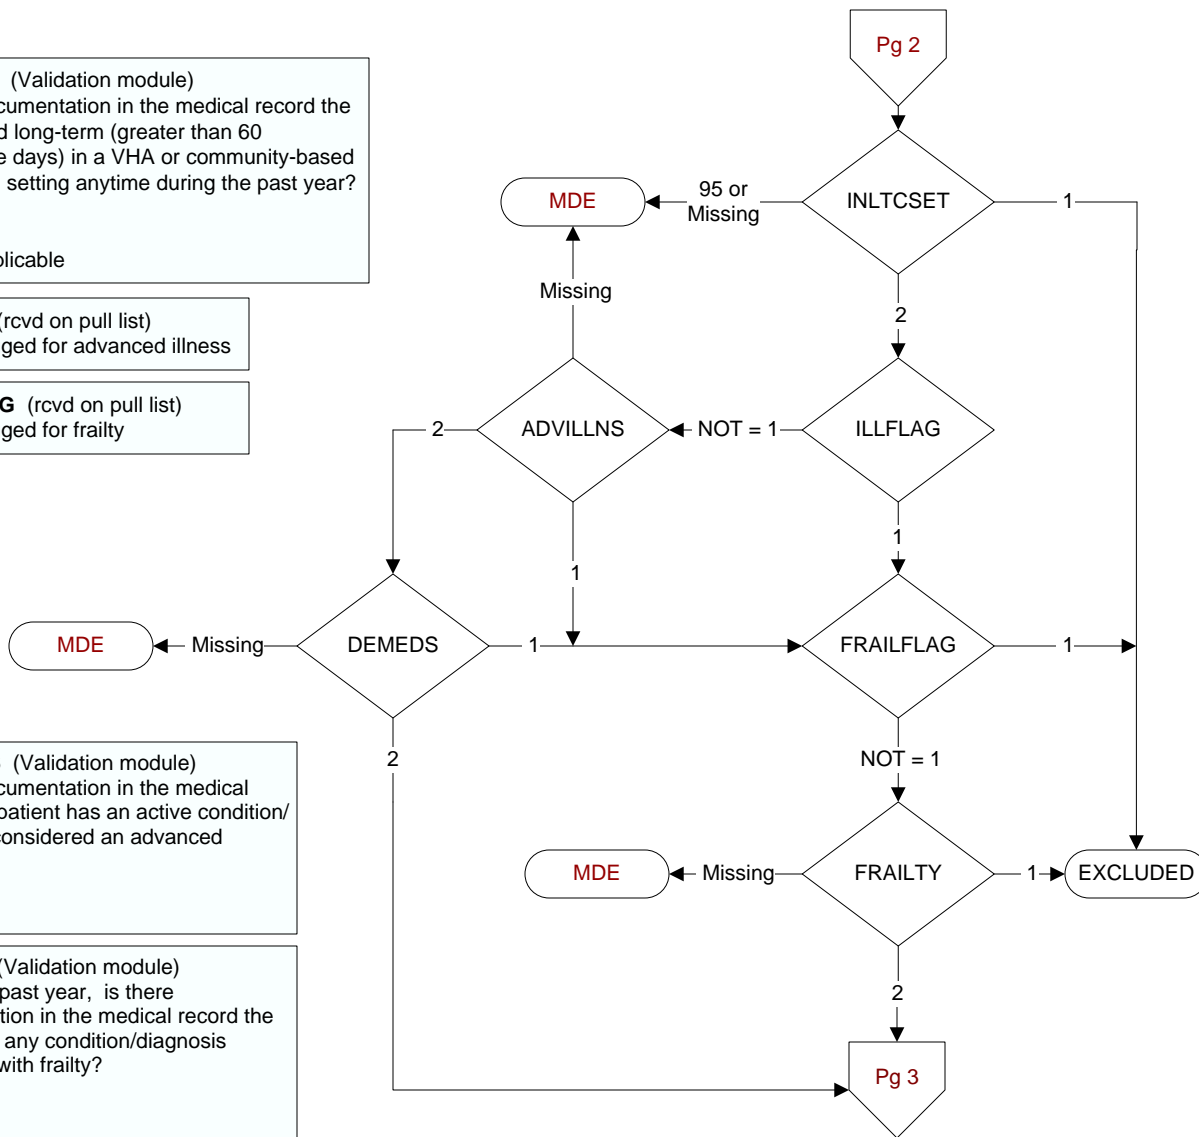 Pg 2
(Validation module)
cumentation in the medical record the
d long-term (greater than 60
e days) in a VHA or community-based
setting anytime during the past year?
plicable
(rcvd on pull list)
ged for advanced illness
G (rcvd on pull list)
ged for frailty
MDE
95 or
Missing
INLTCSET
1
Missing
2
2
ADVILLNS
NOT = 1
ILLFLAG
1
1
MDE
Missing
DEMEDS
1
FRAILFLAG
1
2
NOT = 1
(Validation module)
cumentation in the medical
patient has an active condition/
considered an advanced
MDE
Missing
FRAILTY
1
EXCLUDED
(Validation module)
past year, is there
tion in the medical record the
any condition/diagnosis
with frailty?
2
Pg 3